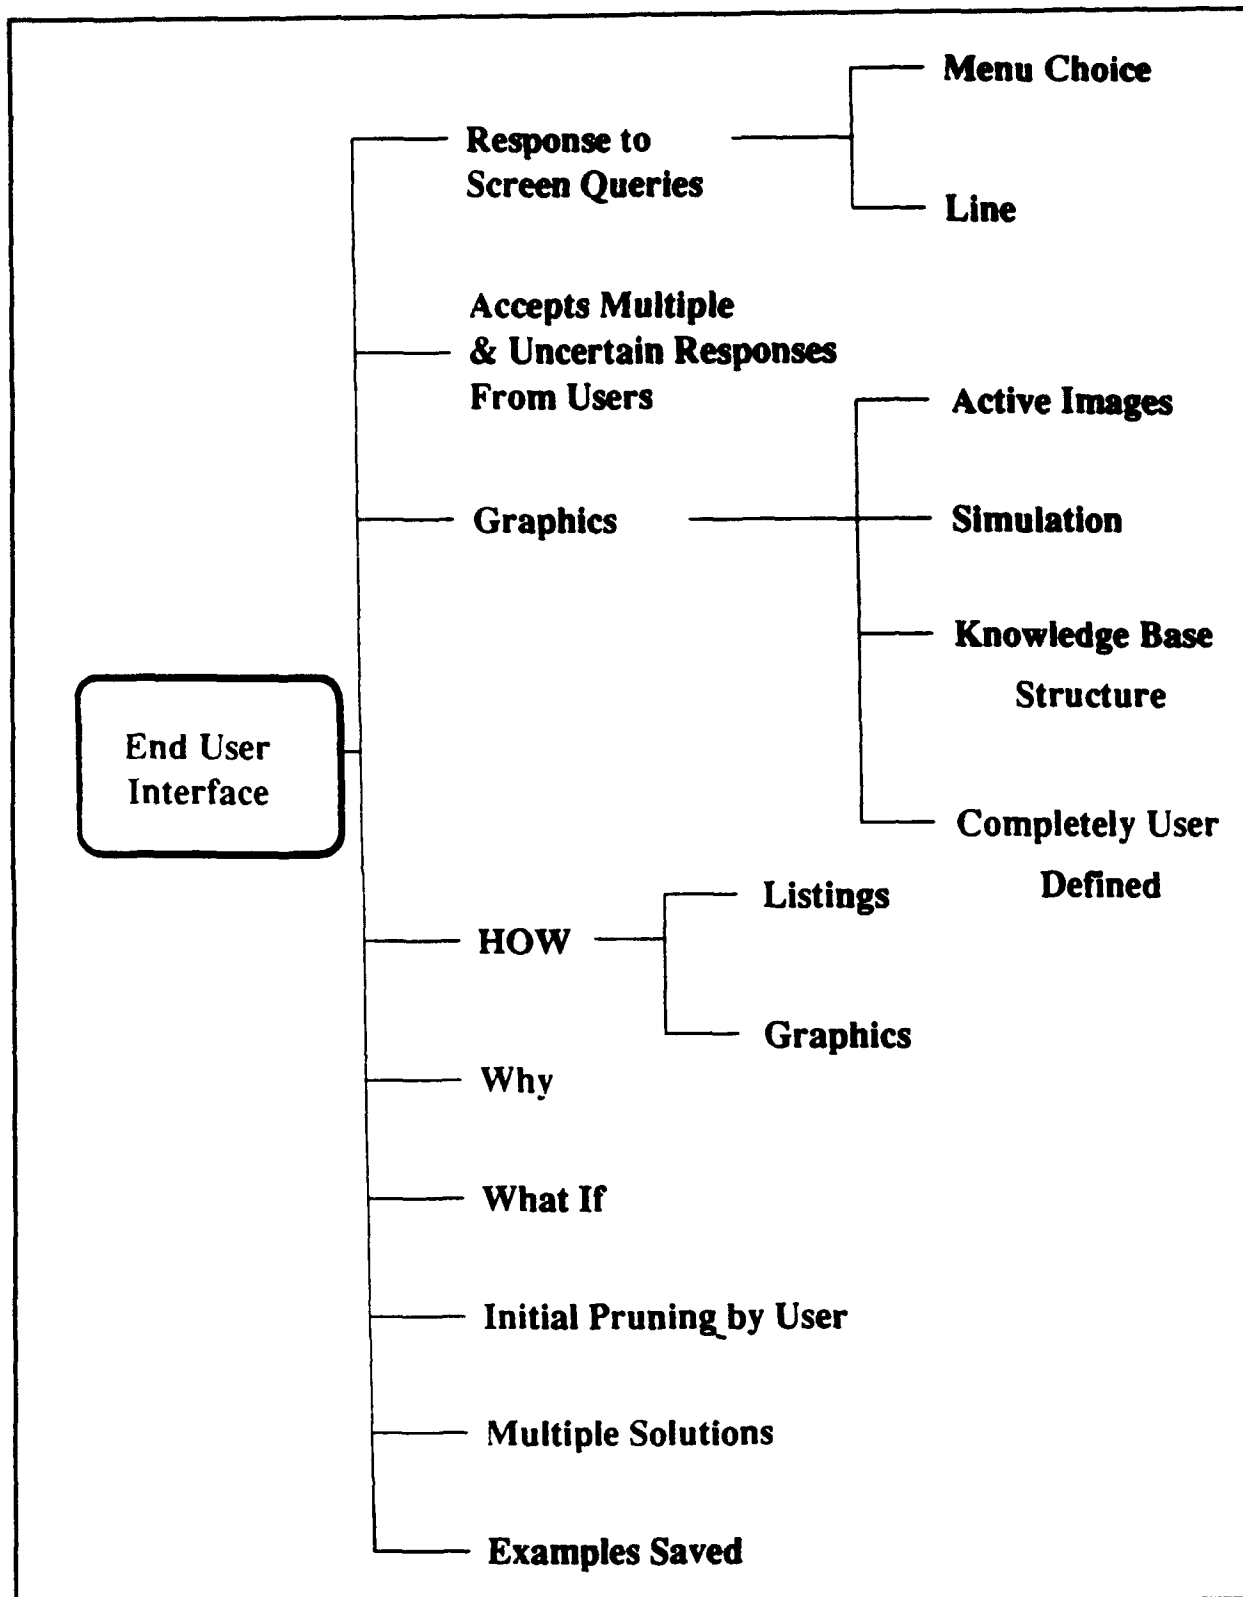 Menu Choice
Response to
Screen Queries
Line
Accepts Multiple
& Uncertain Responses
From Users
Active Images
Graphics
Simulation
Knowledge Base
Structure
End User
Interface
Completely User
Defined
Listings
HOW
Graphics
Why
What If
Initial Pruning by User
Multiple Solutions
Examples Saved